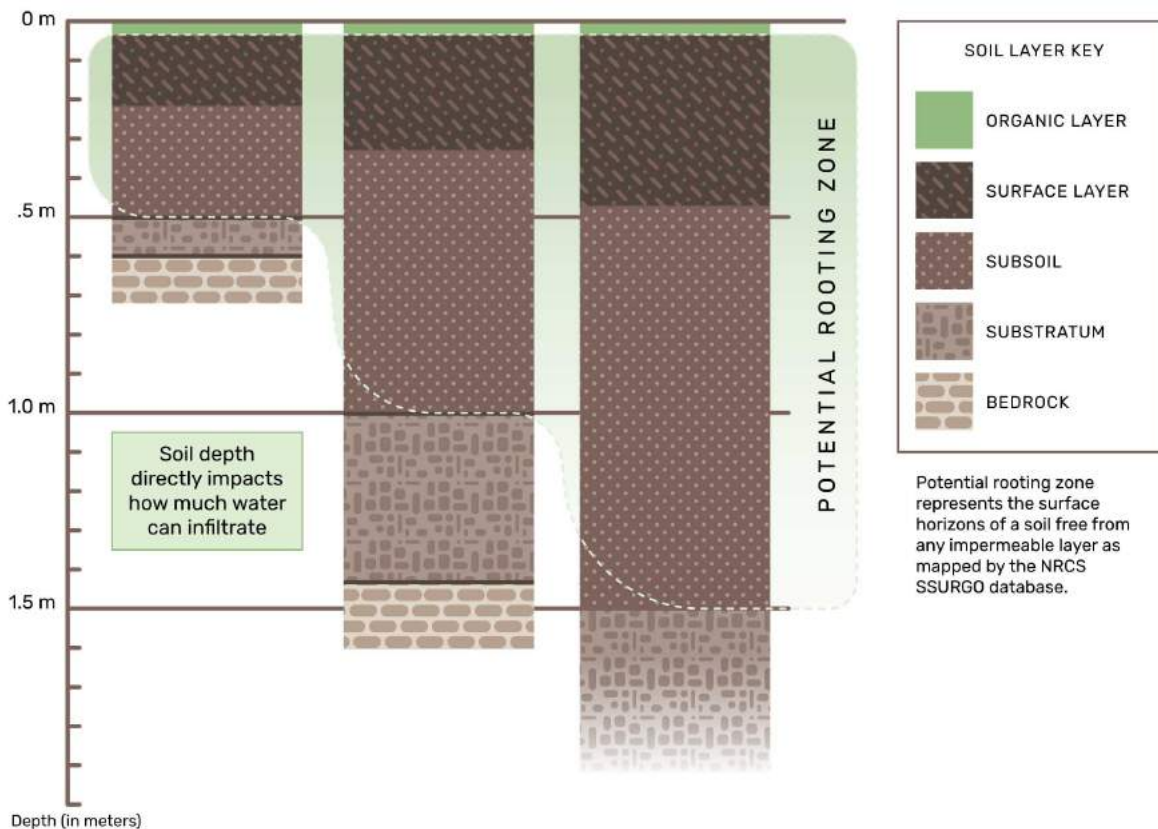 0 m
.5 m
1.0 m
1.5 m
Depth (in meters)
Soil depth
directly impacts
how much water
can infiltrate
POTENTIAL ROOTING ZONE
SOIL LAYER KEY
ORGANIC LAYER
SURFACE LAYER
SUBSOIL
SUBSTRATUM
BEDROCK
Potential rooting zone
represents the surface
horizons of a soil free from
any impermeable layer as
mapped by the NRCS
SSURGO database.